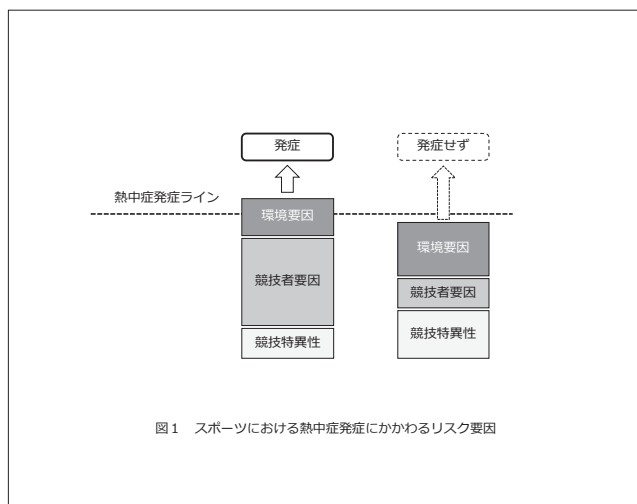 発症
発症せず
熱中症発症ライン
環境要因
環境要因
競技者要因
競技者要因
競技特異性
競技特異性
図1　スポーツにおける熱中症発症にかかわるリスク要因